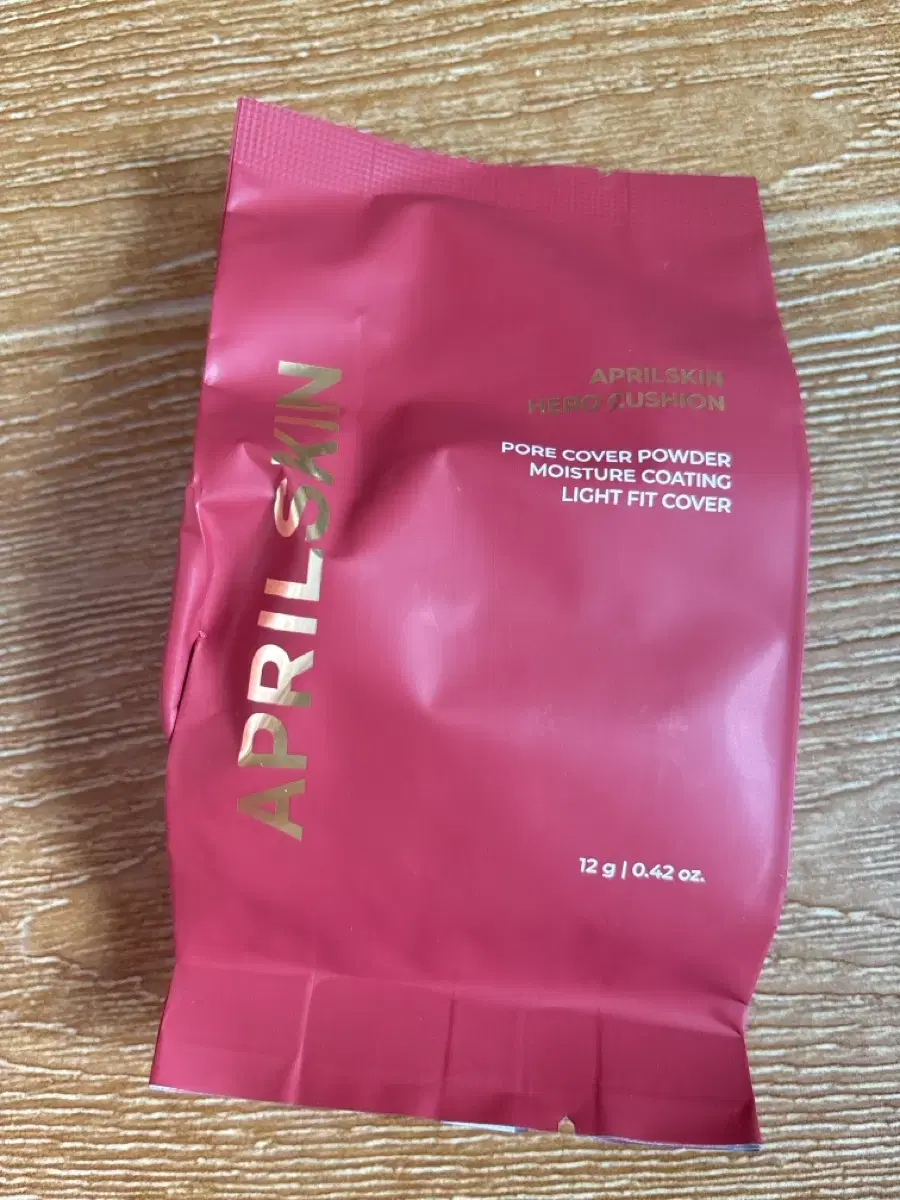 APRILSKIN
APRILSKIN
HERO CUSHION
PORE COVER POWDER
MOISTURE COATING
LIGHT FIT COVER
12 g | 0.42 oz.